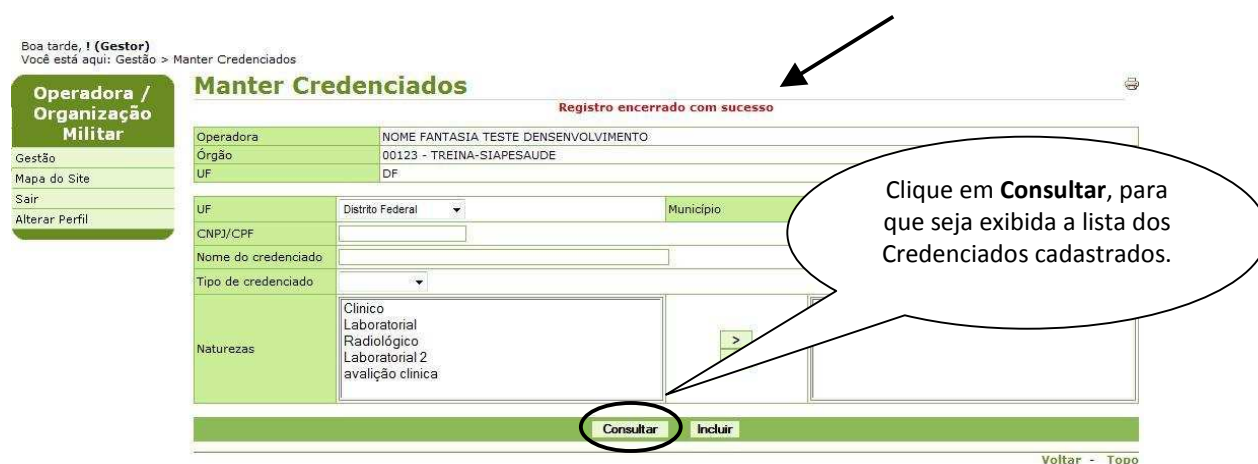 Boa tarde, ! (Gestor)
Você está aqui: Gestão > Manter Credenciados
Operadora /
Organização
Militar
Gestão
Mapa do Site
Sair
Alterar Perfil
Manter Credenciados
Registro encerrado com sucesso
Operadora NOME FANTASIA TESTE DENSENVOLVIMENTO
Órgão 00123 - TREINA-SIAPESAUDE
UF DF
UF Distrito Federal Município
CNPJ/CPF
Nome do credenciado
Tipo de credenciado
Naturezas
Clinico
Laboratorial
Radiológico
Laboratorial 2
avalição clinica
>
Clique em Consultar, para
que seja exibida a lista dos
Credenciados cadastrados.
Consultar Incluir
Voltar - Topo